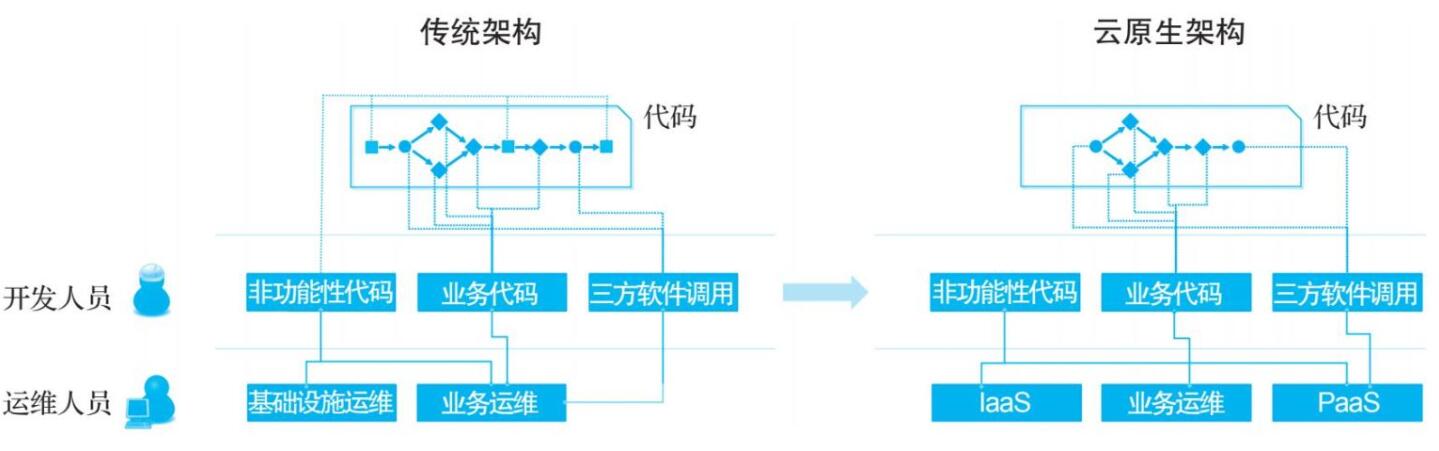 传统架构
云原生架构
代码
代码
开发人员
非功能性代码
业务代码
三方软件调用
非功能性代码
业务代码
三方软件调用
运维人员
基础设施运维
业务运维
IaaS
业务运维
PaaS